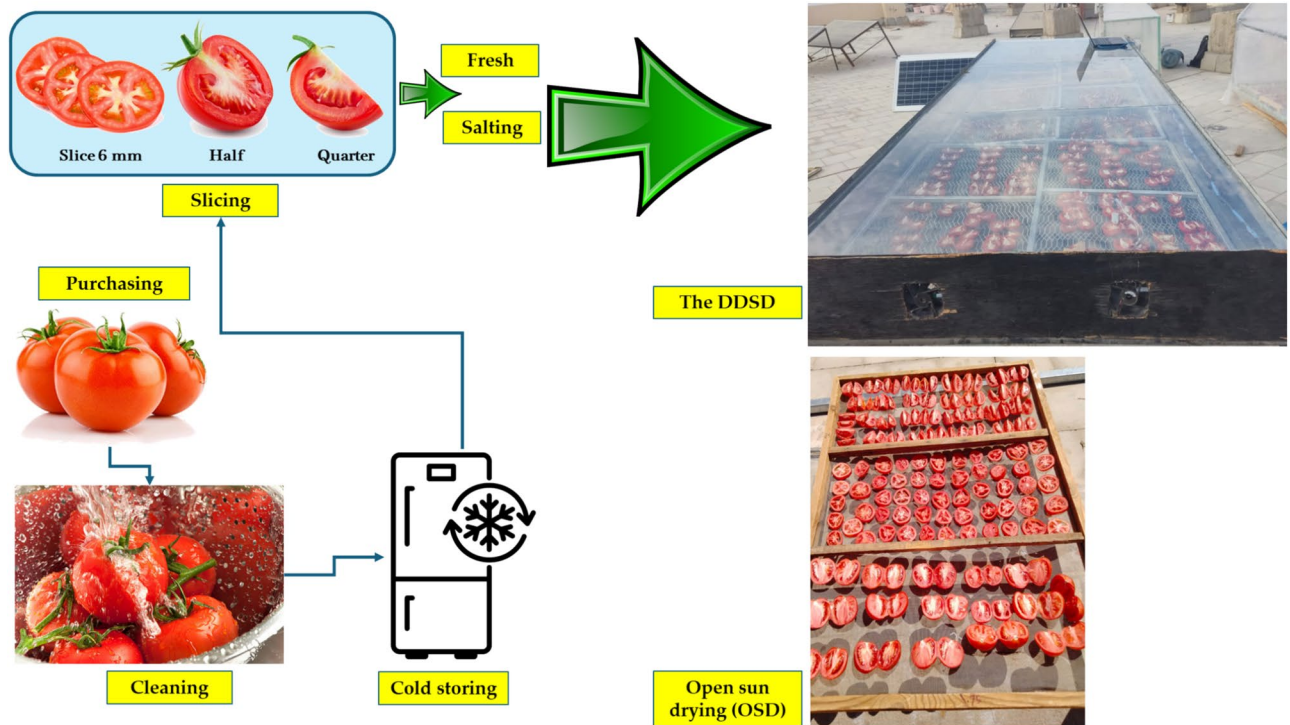 Slice 6 mm
Half
Quarter
Slicing
Fresh
Salting
Purchasing
Cleaning
Cold storing
The DDSD
Open sun
drying (OSD)